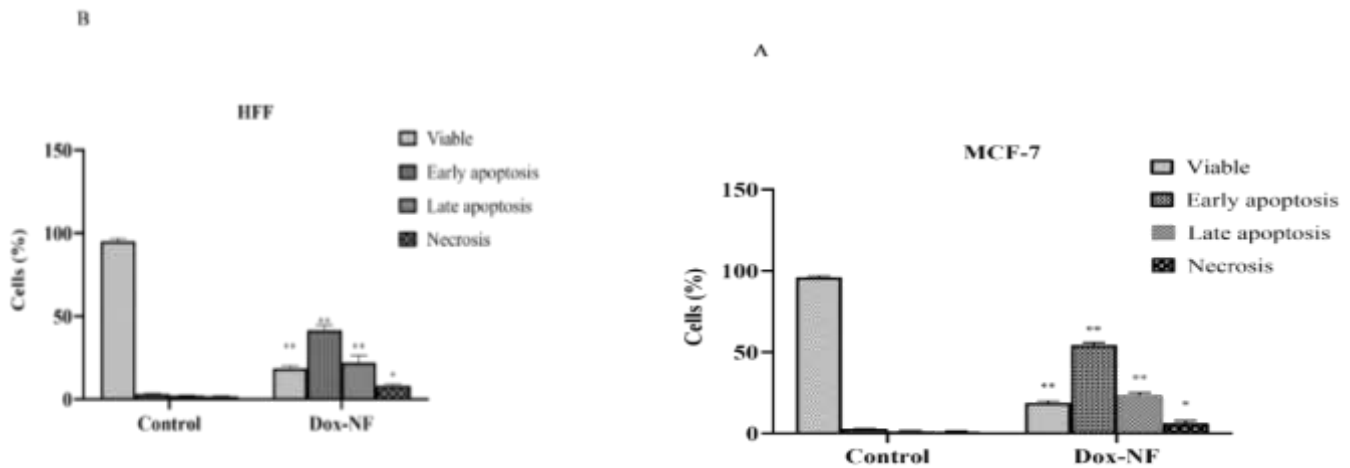 B
HFF
Viable
Early apoptosis
Late apoptosis
Necrosis
150
100
50
0
Cells (%)
**
**
**
*
Control
Dox-NF
A
MCF-7
Viable
Early apoptosis
Late apoptosis
Necrosis
150
100
50
0
Cells (%)
**
**
**
*
Control
Dox-NF